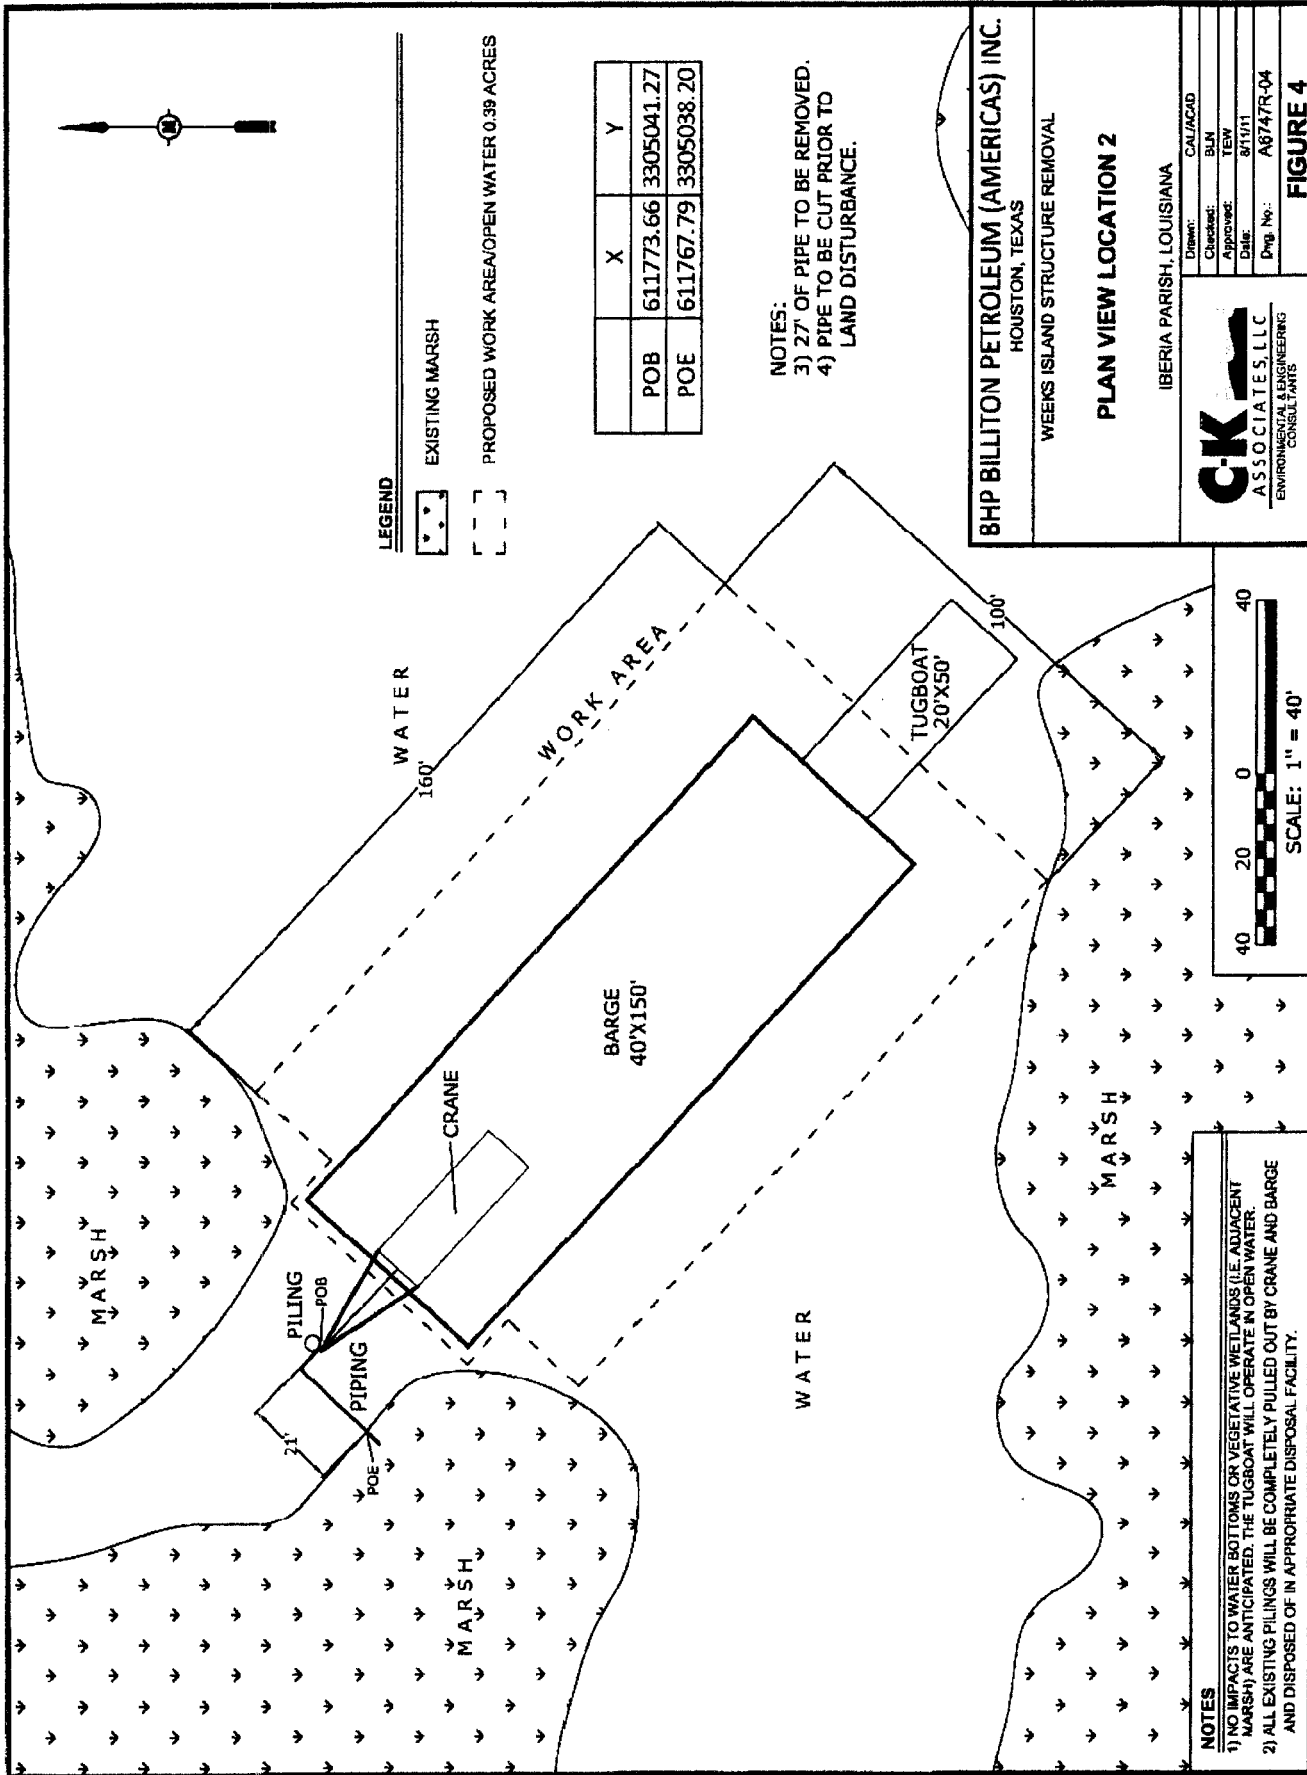 LEGEND
EXISTING MARSH
PROPOSED WORK AREA/OPEN WATER 0.39 ACRES
X Y
POB 611773.66 3305041.27
POE 611767.79 3305038.20
NOTES:
3) 27' OF PIPE TO BE REMOVED.
4) PIPE TO BE CUT PRIOR TO
LAND DISTURBANCE.
MARSH
WATER
160'
WORK AREA
PILING
POB
CRANE
21'
PIPING
POE
BARGE
40'X150'
TUGBOAT
20'X50'
100'
MARSH
WATER
MARSH
NOTES
1) NO IMPACTS TO WATER BOTTOMS OR VEGETATIVE WETLANDS (I.E. ADJACENT
MARSH) ARE ANTICIPATED. THE TUGBOAT WILL OPERATE IN OPEN WATER.
2) ALL EXISTING PILINGS WILL BE COMPLETELY PULLED OUT BY CRANE AND BARGE
AND DISPOSED OF IN APPROPRIATE DISPOSAL FACILITY.
40 20 0 40
SCALE: 1" = 40'
BHP BILLITON PETROLEUM (AMERICAS) INC.
HOUSTON, TEXAS
WEEKS ISLAND STRUCTURE REMOVAL
PLAN VIEW LOCATION 2
IBERIA PARISH, LOUISIANA
C-K
ASSOCIATES, LLC
ENVIRONMENTAL & ENGINEERING
CONSULTANTS
Drawn: CAL/ACAD
Checked: BLN
Approved: TEW
Date: 8/11/11
Dwg. No.: A6747R-04
FIGURE 4